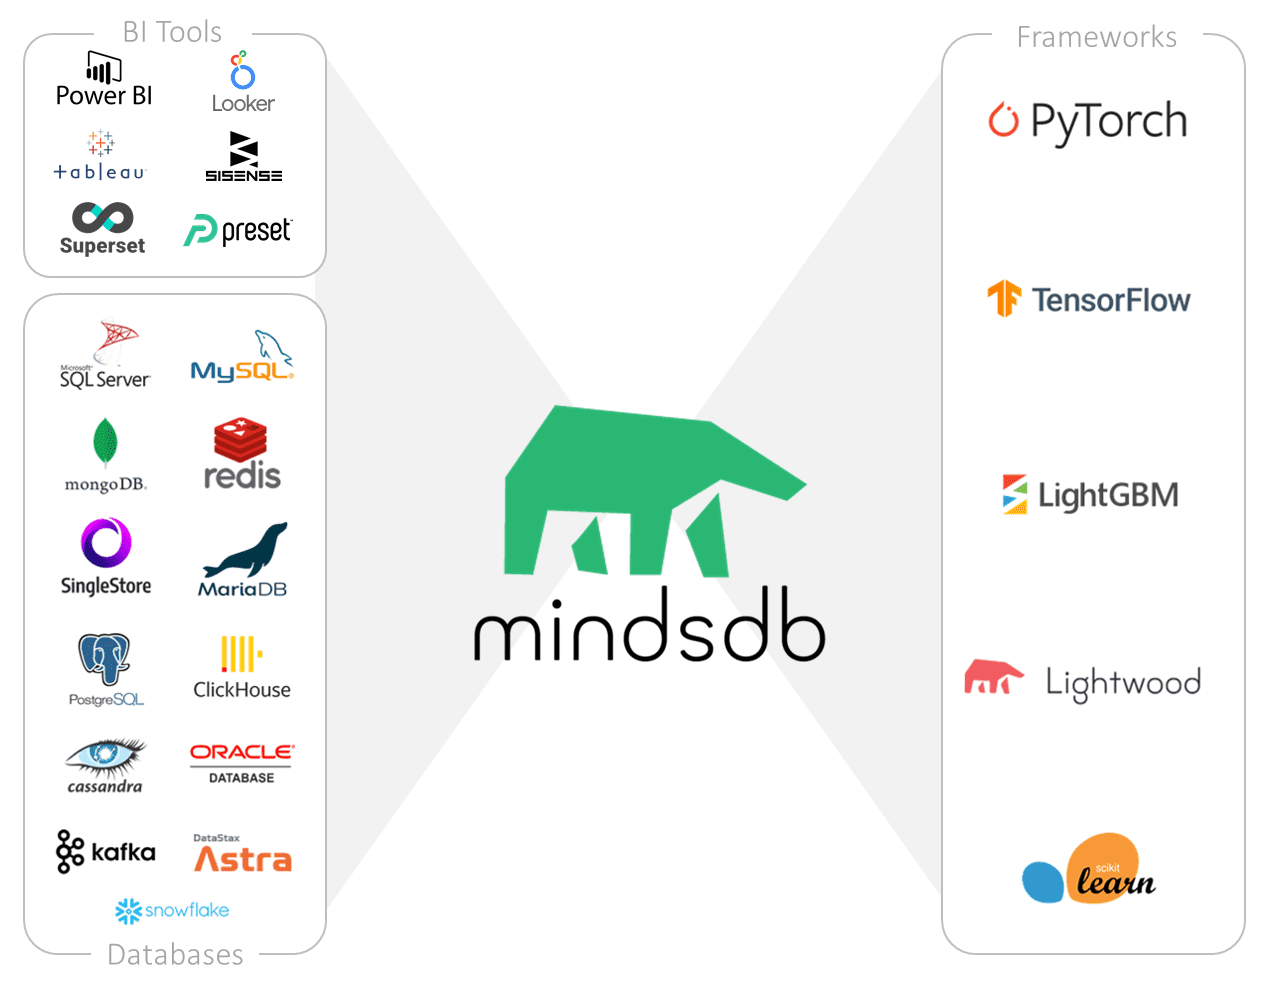 BI Tools
Power BI
Looker
+ableau
SISENSE
Superset
preset
Microsoft
SQL Server
MySQL
mongoDB
redis
SingleStore
MariaDB
PostgreSQL
ClickHouse
cassandra
ORACLE
DATABASE
kafka
DataStax
Astra
snowflake
Databases
mindsdb
Frameworks
PyTorch
TensorFlow
LightGBM
Lightwood
scikit
learn